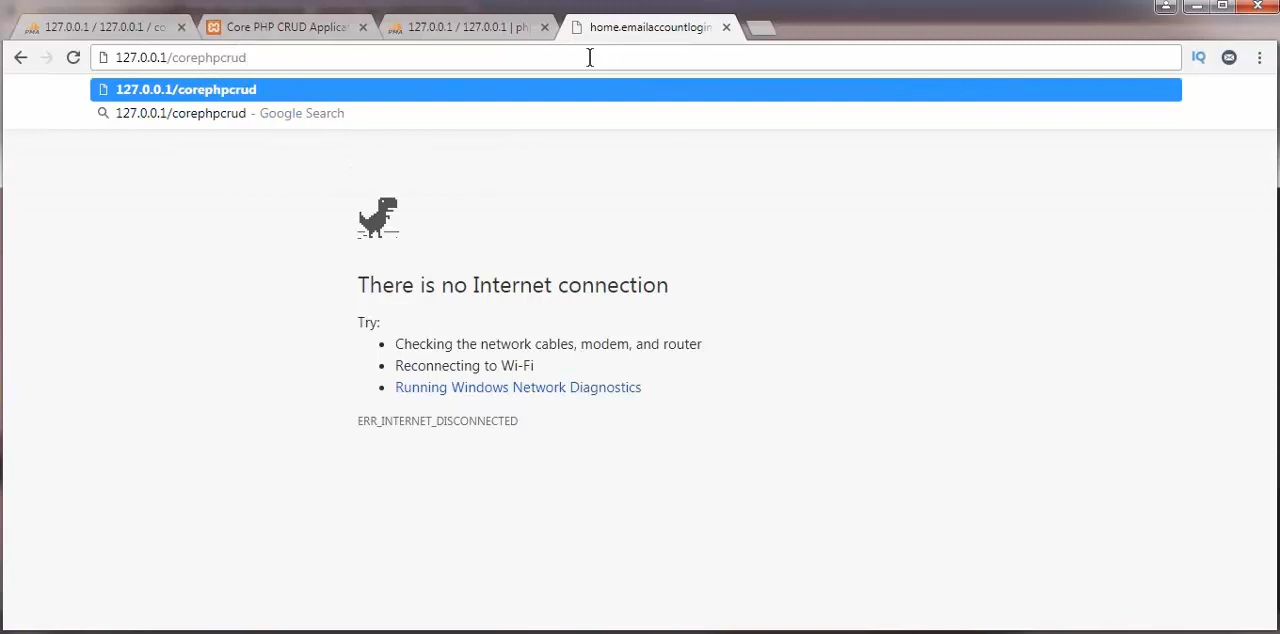 127.0.0.1 / 127.0.0.1 / co
Core PHP CRUD Applica
127.0.0.1 / 127.0.0.1 | ph
home.emailaccountlogin
127.0.0.1/corephpcrud
IQ
127.0.0.1/corephpcrud
127.0.0.1/corephpcrud - Google Search
There is no Internet connection
Try:
• Checking the network cables, modem, and router
• Reconnecting to Wi-Fi
• Running Windows Network Diagnostics
ERR_INTERNET_DISCONNECTED